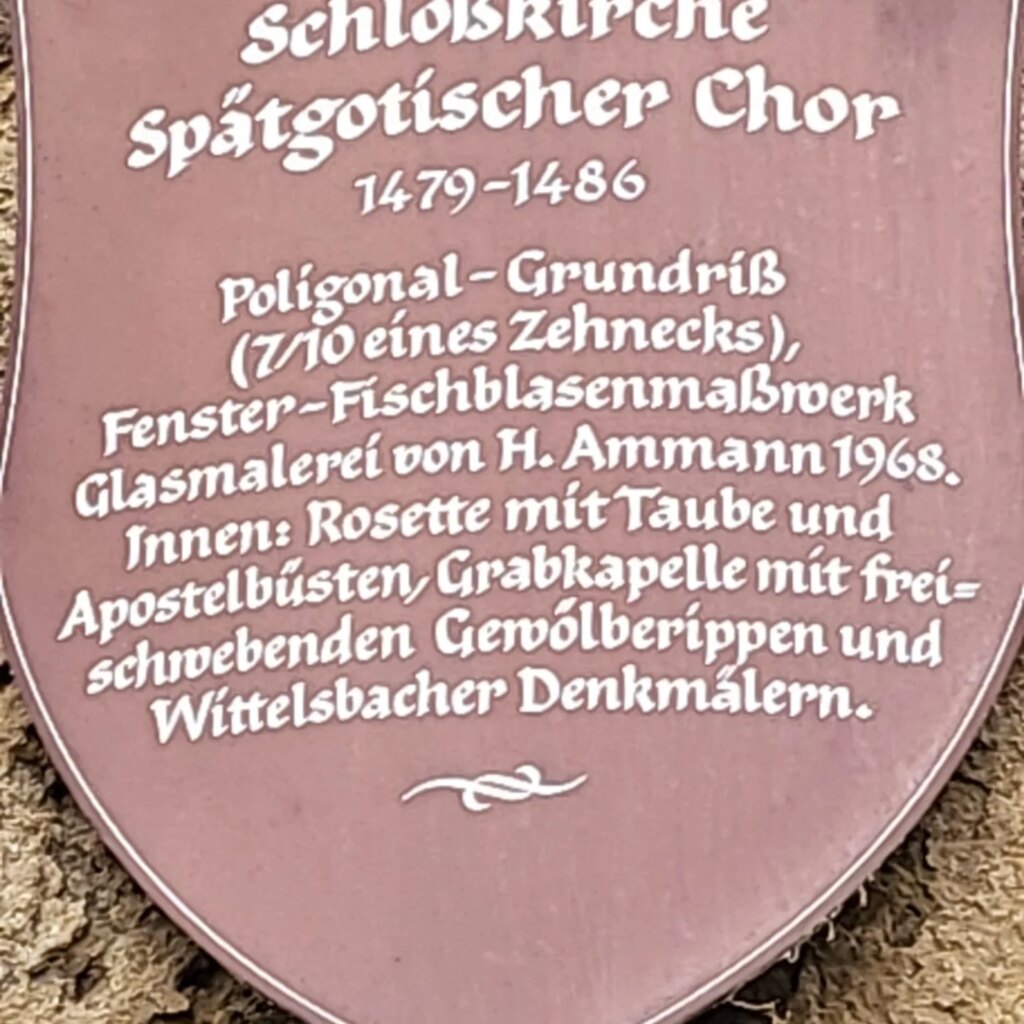 Schloßkirche
Spätgotischer Chor
1479-1486
Poligonal-Grundriß
(7/10 eines Zehnecks),
Fenster-Fischblasenmaßwerk
Glasmalerei von H. Ammann 1968.
Innen: Rosette mit Taube und
Apostelbüsten, Grabkapelle mit frei=
schwebenden Gewölberippen und
Wittelsbacher Denkmälern.